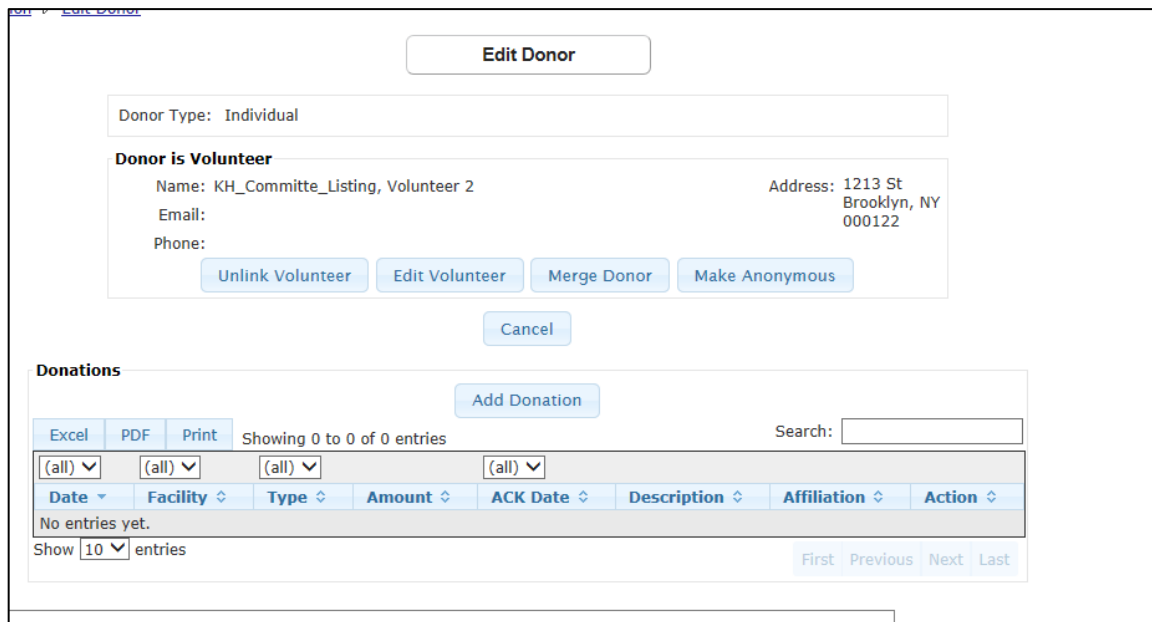 Edit Donor
Edit Donor
Donor Type: Individual
Donor is Volunteer
Name: KH_Committe_Listing, Volunteer 2
Address: 1213 St
Brooklyn, NY
000122
Email:
Phone:
Unlink Volunteer Edit Volunteer Merge Donor Make Anonymous
Cancel
Donations
Add Donation
Excel PDF Print Showing 0 to 0 of 0 entries Search:
(all) (all) (all) (all)
Date Facility Type Amount ACK Date Description Affiliation Action
No entries yet.
Show 10 entries
First Previous Next Last